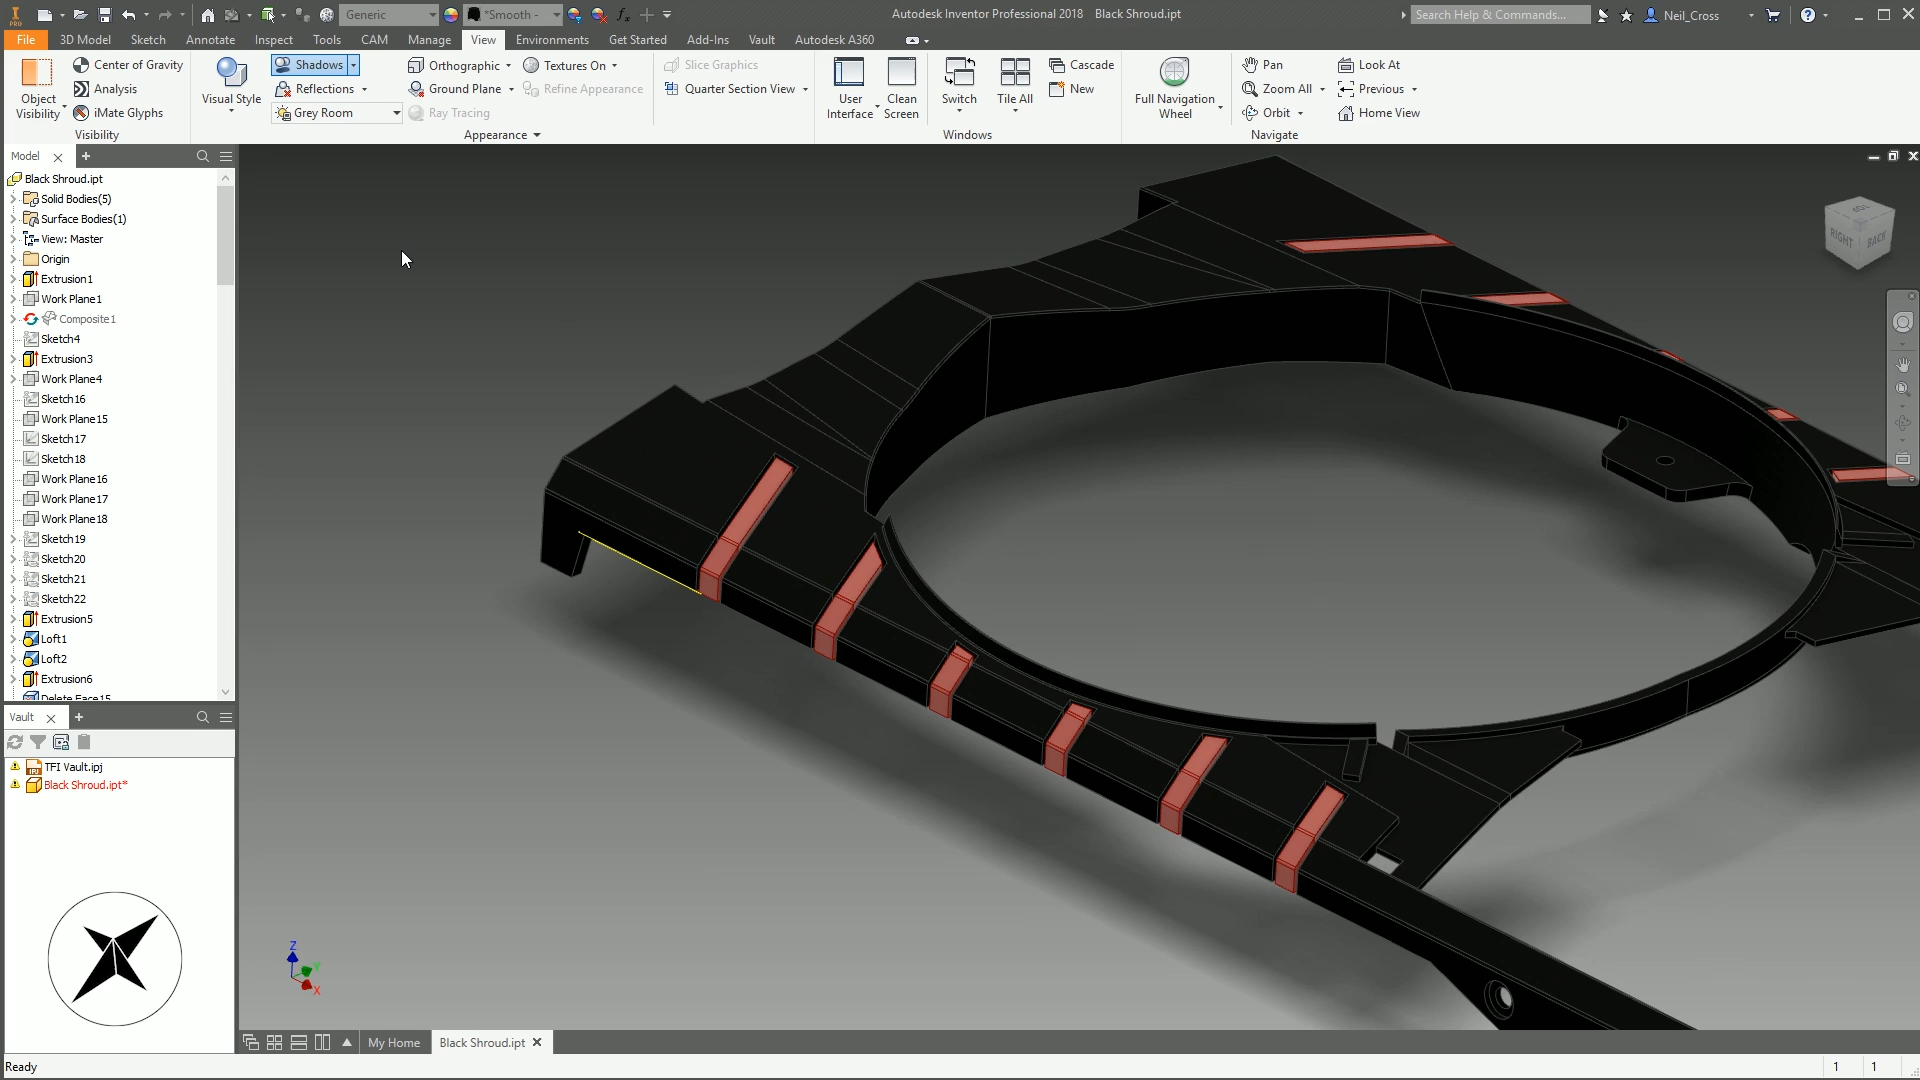 PRO Generic *Smooth - fx Autodesk Inventor Professional 2018 Black Shroud.ipt Search Help & Commands... Neil_Cross
File 3D Model Sketch Annotate Inspect Tools CAM Manage View Environments Get Started Add-Ins Vault Autodesk A360
Center of Gravity Shadows Orthographic Textures On Slice Graphics Cascade Pan Look At
Analysis Reflections Ground Plane Refine Appearance Quarter Section View New Zoom All Previous
Object Visibility Visual Style User Interface Clean Screen Switch Tile All Full Navigation Wheel
iMate Glyphs Grey Room Ray Tracing Orbit Home View
Visibility Appearance Windows Navigate
Model
Black Shroud.ipt
Solid Bodies(5)
Surface Bodies(1)
View: Master
Origin
Extrusion1
Work Plane1
Composite1
Sketch4
Extrusion3
Work Plane4
Sketch16
Work Plane15
Sketch17
Sketch18
Work Plane16
Work Plane17
Work Plane18
Sketch19
Sketch20
Sketch21
Sketch22
Extrusion5
Loft1
Loft2
Extrusion6
Delete Face15
TOP
RIGHT BACK
Vault
TFI Vault.ipj
Black Shroud.ipt*
Z
Y
X
My Home Black Shroud.ipt
Ready 1 1